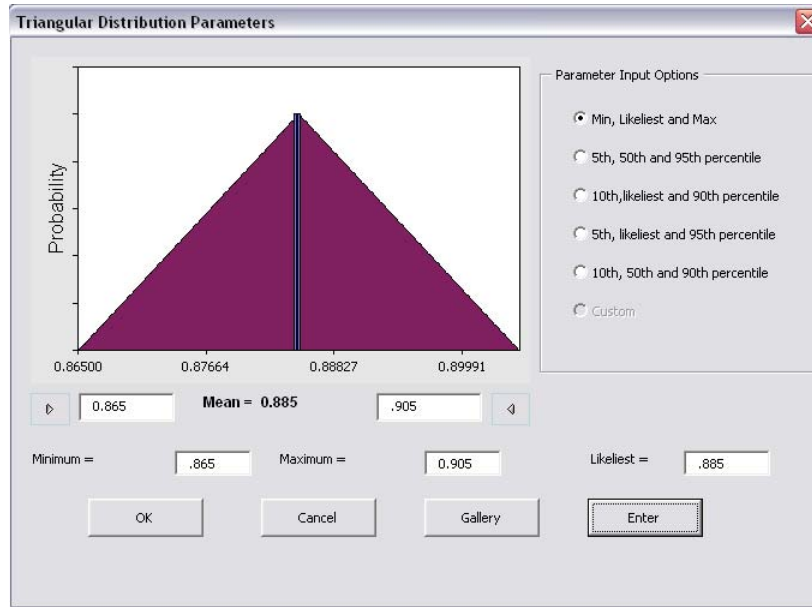 Triangular Distribution Parameters
Probability
0.86500 0.87664 0.88827 0.89991
0.865 Mean = 0.885 .905
Minimum = .865 Maximum = 0.905 Likeliest = .885
OK Cancel Gallery Enter
Parameter Input Options
Min, Likeliest and Max
5th, 50th and 95th percentile
10th,likeliest and 90th percentile
5th, likeliest and 95th percentile
10th, 50th and 90th percentile
Custom